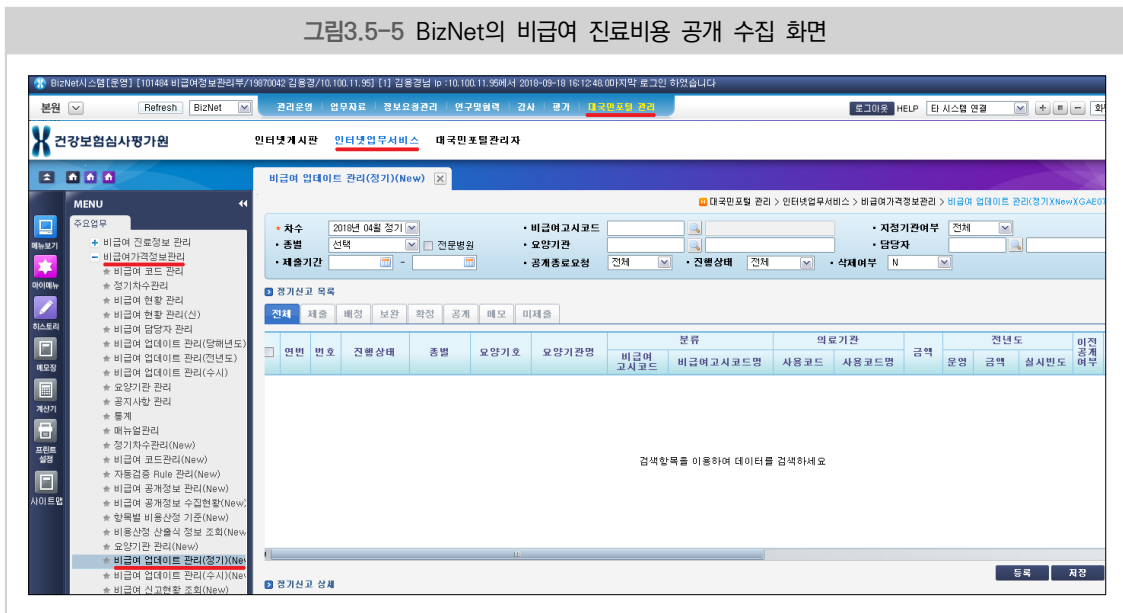 그림3.5-5 BizNet의 비급여 진료비용 공개 수집 화면
BizNet시스템[운영] [101484 비급여정보관리부/19870042 김용경/10.100.11.95] [1] 김용경님 ip :10.100.11.95에서 2018-09-18 16:12:48.0마지막 로그인 하였습니다
본원 Refresh BizNet 관리운영 업무자료 정보요청관리 연구및협력 감사 평가 대국민포털 관리 로그아웃 HELP 타 시스템 연결
건강보험심사평가원 인터넷게시판 인터넷업무서비스 대국민포털관리자
비급여 업데이트 관리(정기)(New)
MENU
대국민포털 관리 > 인터넷업무서비스 > 비급여가격정보관리 > 비급여 업데이트 관리(정기)(New)(GAE07
주요업무
메뉴보기
마이메뉴
히스토리
메모장
계산기
프린트 설정
사이트맵
비급여 진료정보 관리
비급여가격정보관리
비급여 코드 관리
정기차수관리
비급여 현황 관리
비급여 현황 관리(신)
비급여 담당자 관리
비급여 업데이트 관리(당해년도)
비급여 업데이트 관리(전년도)
비급여 업데이트 관리(수시)
요양기관 관리
공지사항 관리
통계
매뉴얼관리
정기차수관리(New)
비급여 코드관리(New)
자동검증 Rule 관리(New)
비급여 공개정보 관리(New)
비급여 공개정보 수집현황(New)
항목별 비용산정 기준(New)
비용산정 산출식 정보 조회(New
요양기관 관리(New)
비급여 업데이트 관리(정기)(Nev
비급여 업데이트 관리(수시)(Nev
비급여 신고현황 조회(New)
차수 2018년 04월 정기 비급여고시코드 지정기관여부 전체
종별 선택 전문병원 요양기관 담당자
제출기간 - 공개종료요청 전체 진행상태 전체 삭제여부 N
정기신고 목록
전체 제출 배정 보완 확정 공개 메모 미제출
분류 의료기관 전년도
연번 번호 진행상태 종별 요양기호 요양기관명 비급여 고시코드 비급여고시코드명 사용코드 사용코드명 금액 운영 금액 실시빈도 이전 공개 여부
검색항목을 이용하여 데이터를 검색하세요
등록 저장
정기신고 상세